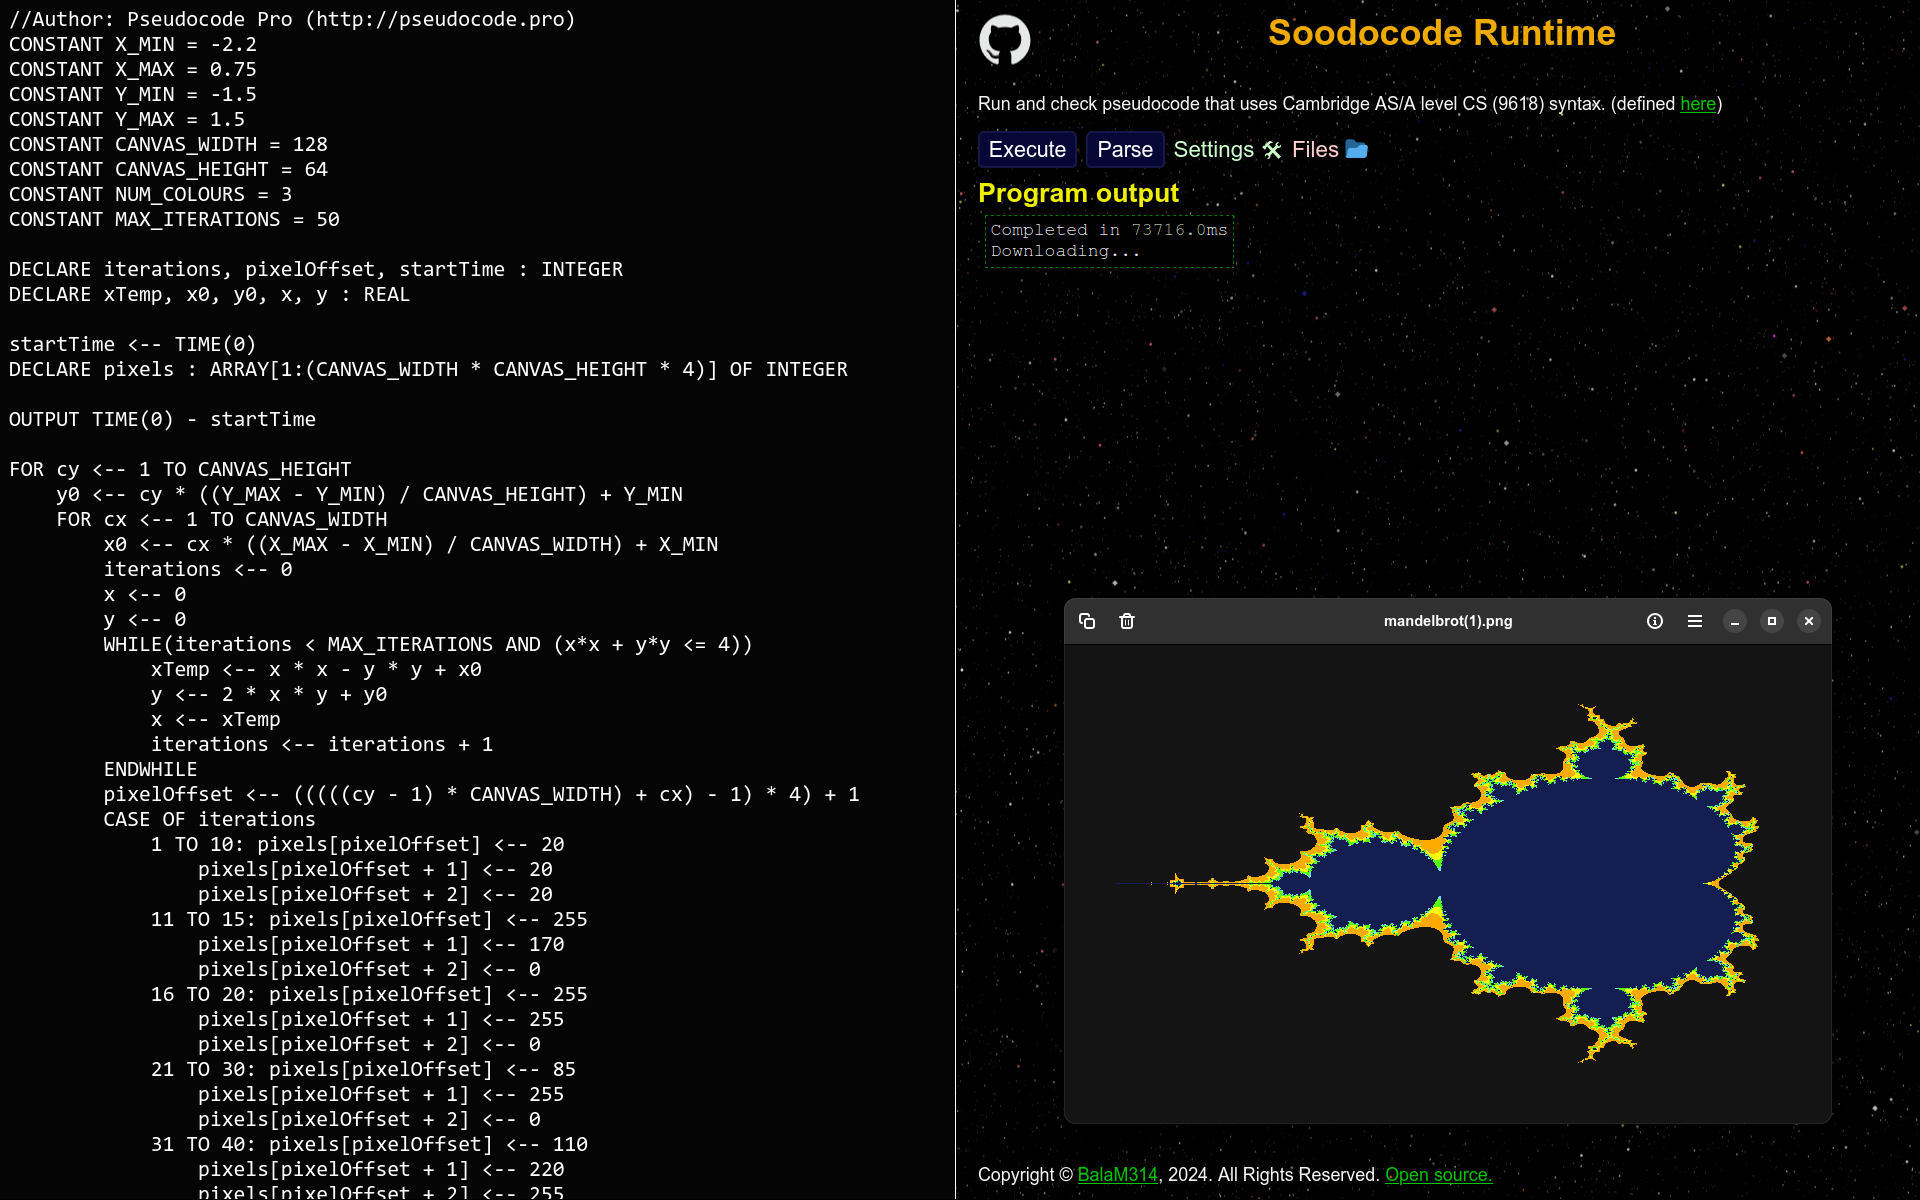 //Author: Pseudocode Pro (http://pseudocode.pro)
CONSTANT X_MIN = -2.2
CONSTANT X_MAX = 0.75
CONSTANT Y_MIN = -1.5
CONSTANT Y_MAX = 1.5
CONSTANT CANVAS_WIDTH = 128
CONSTANT CANVAS_HEIGHT = 64
CONSTANT NUM_COLOURS = 3
CONSTANT MAX_ITERATIONS = 50
DECLARE iterations, pixelOffset, startTime : INTEGER
DECLARE xTemp, x0, y0, x, y : REAL
startTime <-- TIME(0)
DECLARE pixels : ARRAY[1:(CANVAS_WIDTH * CANVAS_HEIGHT * 4)] OF INTEGER
OUTPUT TIME(0) - startTime
FOR cy <-- 1 TO CANVAS_HEIGHT
    y0 <-- cy * ((Y_MAX - Y_MIN) / CANVAS_HEIGHT) + Y_MIN
    FOR cx <-- 1 TO CANVAS_WIDTH
        x0 <-- cx * ((X_MAX - X_MIN) / CANVAS_WIDTH) + X_MIN
        iterations <-- 0
        x <-- 0
        y <-- 0
        WHILE(iterations < MAX_ITERATIONS AND (x*x + y*y <= 4))
            xTemp <-- x * x - y * y + x0
            y <-- 2 * x * y + y0
            x <-- xTemp
            iterations <-- iterations + 1
        ENDWHILE
        pixelOffset <-- (((((cy - 1) * CANVAS_WIDTH) + cx) - 1) * 4) + 1
        CASE OF iterations
            1 TO 10: pixels[pixelOffset] <-- 20
                pixels[pixelOffset + 1] <-- 20
                pixels[pixelOffset + 2] <-- 20
            11 TO 15: pixels[pixelOffset] <-- 255
                pixels[pixelOffset + 1] <-- 170
                pixels[pixelOffset + 2] <-- 0
            16 TO 20: pixels[pixelOffset] <-- 255
                pixels[pixelOffset + 1] <-- 255
                pixels[pixelOffset + 2] <-- 0
            21 TO 30: pixels[pixelOffset] <-- 85
                pixels[pixelOffset + 1] <-- 255
                pixels[pixelOffset + 2] <-- 0
            31 TO 40: pixels[pixelOffset] <-- 110
                pixels[pixelOffset + 1] <-- 220
                pixels[pixelOffset + 2] <-- 255
Soodocode Runtime
Run and check pseudocode that uses Cambridge AS/A level CS (9618) syntax. (defined here)
Execute Parse Settings 🛠 Files 📂
Program output
Completed in 73716.0ms
Downloading...
mandelbrot(1).png
Copyright © BalaM314, 2024. All Rights Reserved. Open source.